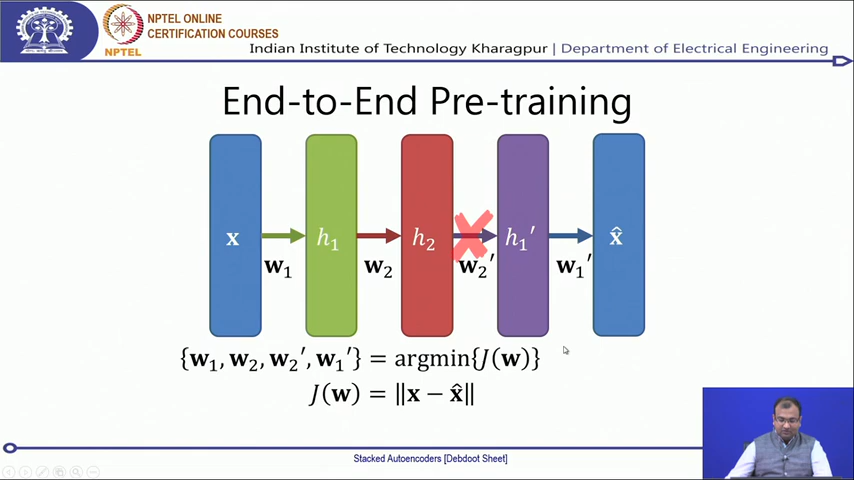 NPTEL ONLINE
CERTIFICATION COURSES
NPTEL
Indian Institute of Technology Kharagpur | Department of Electrical Engineering
End-to-End Pre-training
x h₁ h₂ h₁′ x̂
w₁ w₂ w₂′ w₁′
{w₁, w₂, w₂′, w₁′} = argmin{J(w)}
J(w) = ‖x − x̂‖
Stacked Autoencoders [Debdoot Sheet]